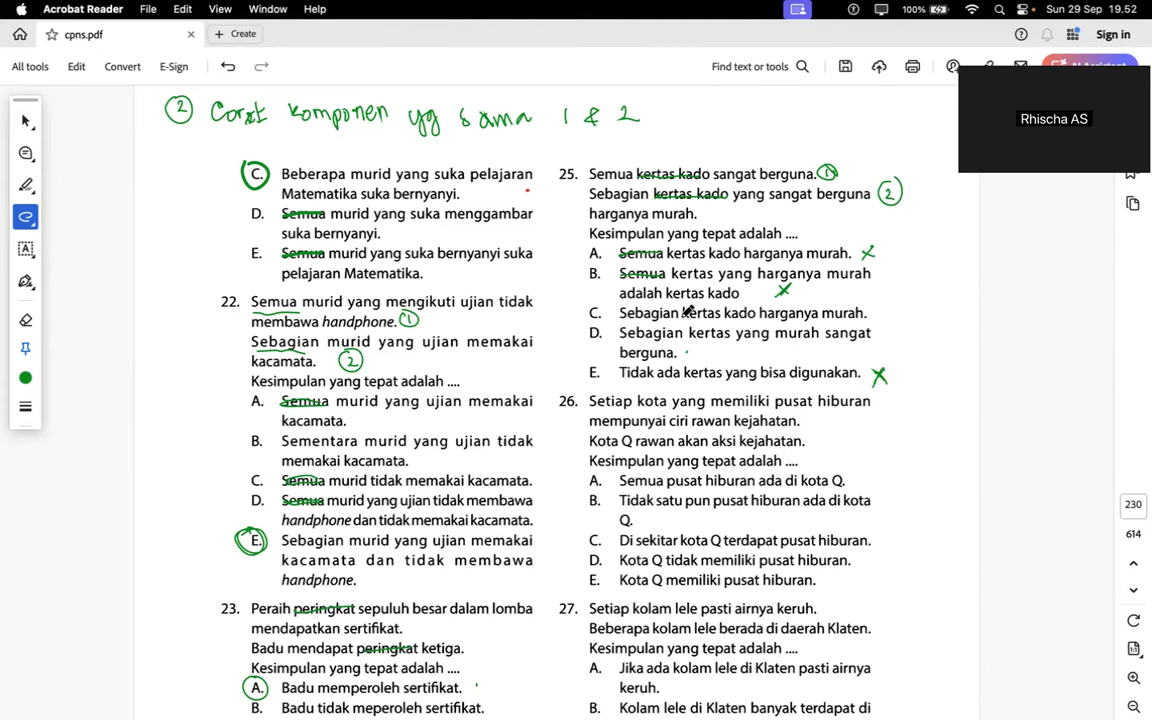 Acrobat Reader File Edit View Window Help 100% Sun 29 Sep 19.52
cpns.pdf + Create Sign in
All tools Edit Convert E-Sign Find text or tools AI Assistant
Rhischa AS
2 Coret komponen yg sama 1 & 2
C. Beberapa murid yang suka pelajaran
Matematika suka bernyanyi.
D. Semua murid yang suka menggambar
suka bernyanyi.
E. Semua murid yang suka bernyanyi suka
pelajaran Matematika.
22. Semua murid yang mengikuti ujian tidak
membawa handphone. 1
Sebagian murid yang ujian memakai
kacamata. 2
Kesimpulan yang tepat adalah ....
A. Semua murid yang ujian memakai
kacamata.
B. Sementara murid yang ujian tidak
memakai kacamata.
C. Semua murid tidak memakai kacamata.
D. Semua murid yang ujian tidak membawa
handphone dan tidak memakai kacamata.
E. Sebagian murid yang ujian memakai
kacamata dan tidak membawa
handphone.
23. Peraih peringkat sepuluh besar dalam lomba
mendapatkan sertifikat.
Badu mendapat peringkat ketiga.
Kesimpulan yang tepat adalah ....
A. Badu memperoleh sertifikat.
B. Badu tidak meperoleh sertifikat.
25. Semua kertas kado sangat berguna. 1
Sebagian kertas kado yang sangat berguna 2
harganya murah.
Kesimpulan yang tepat adalah ....
A. Semua kertas kado harganya murah. x
B. Semua kertas yang harganya murah
adalah kertas kado x
C. Sebagian kertas kado harganya murah.
D. Sebagian kertas yang murah sangat
berguna.
E. Tidak ada kertas yang bisa digunakan. x
26. Setiap kota yang memiliki pusat hiburan
mempunyai ciri rawan kejahatan.
Kota Q rawan akan aksi kejahatan.
Kesimpulan yang tepat adalah ....
A. Semua pusat hiburan ada di kota Q.
B. Tidak satu pun pusat hiburan ada di kota
Q.
C. Di sekitar kota Q terdapat pusat hiburan.
D. Kota Q tidak memiliki pusat hiburan.
E. Kota Q memiliki pusat hiburan.
27. Setiap kolam lele pasti airnya keruh.
Beberapa kolam lele berada di daerah Klaten.
Kesimpulan yang tepat adalah ....
A. Jika ada kolam lele di Klaten pasti airnya
keruh.
B. Kolam lele di Klaten banyak terdapat di
230
614